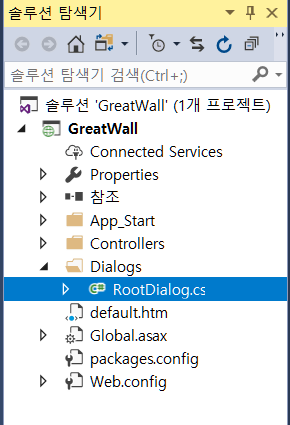 솔루션 탐색기
솔루션 탐색기 검색(Ctrl+;)
솔루션 'GreatWall' (1개 프로젝트)
GreatWall
Connected Services
Properties
참조
App_Start
Controllers
Dialogs
RootDialog.cs
default.htm
Global.asax
packages.config
Web.config